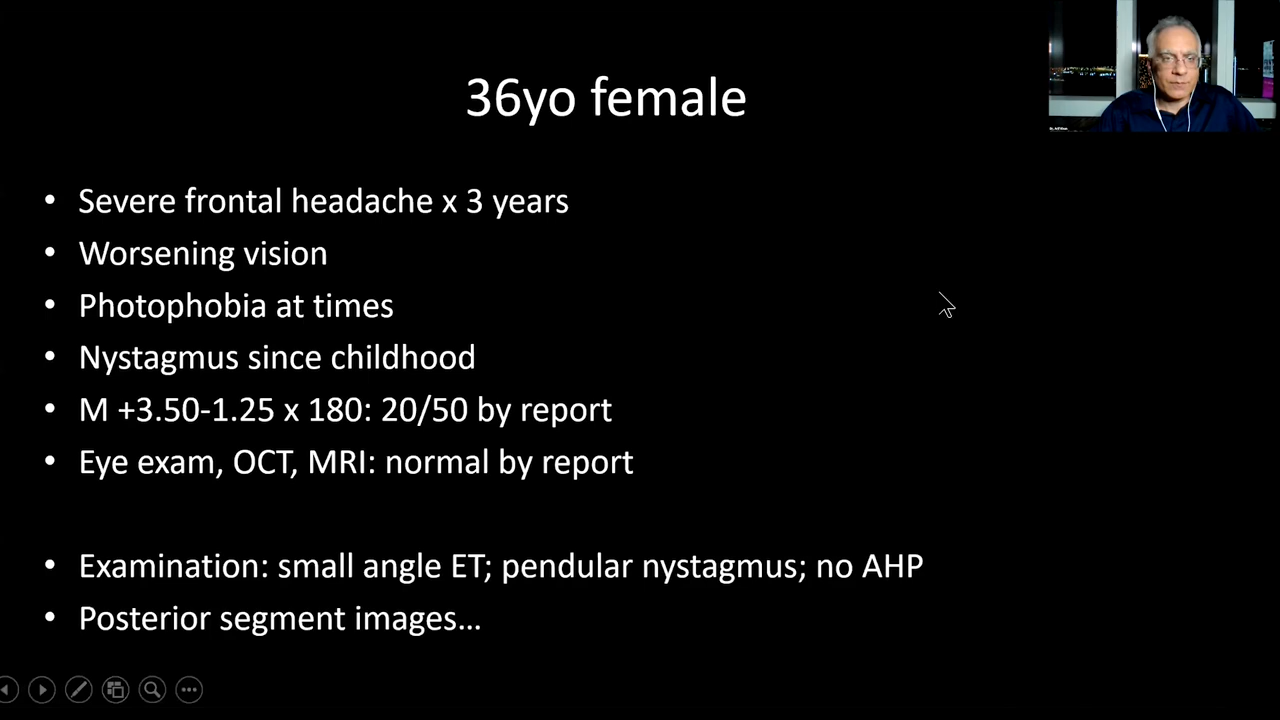 36yo female
• Severe frontal headache x 3 years
• Worsening vision
• Photophobia at times
• Nystagmus since childhood
• M +3.50-1.25 x 180: 20/50 by report
• Eye exam, OCT, MRI: normal by report
• Examination: small angle ET; pendular nystagmus; no AHP
• Posterior segment images…